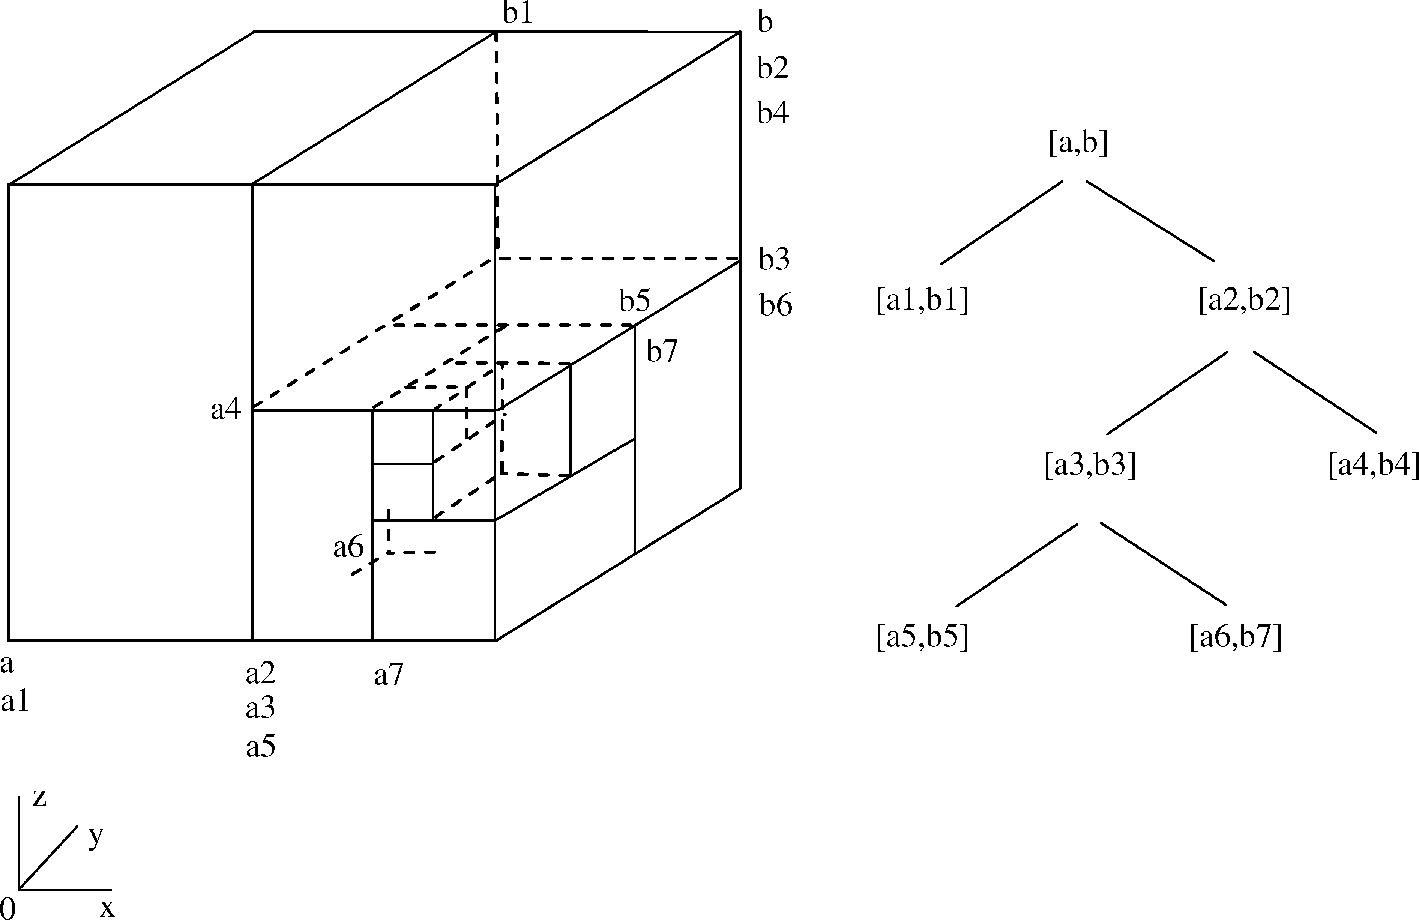 b1
b
b2
b4
[a,b]
b3
b6
b5
b7
[a1,b1]
[a2,b2]
a4
[a3,b3]
[a4,b4]
a6
[a5,b5]
[a6,b7]
a
a1
a2
a3
a5
a7
z
y
0
x